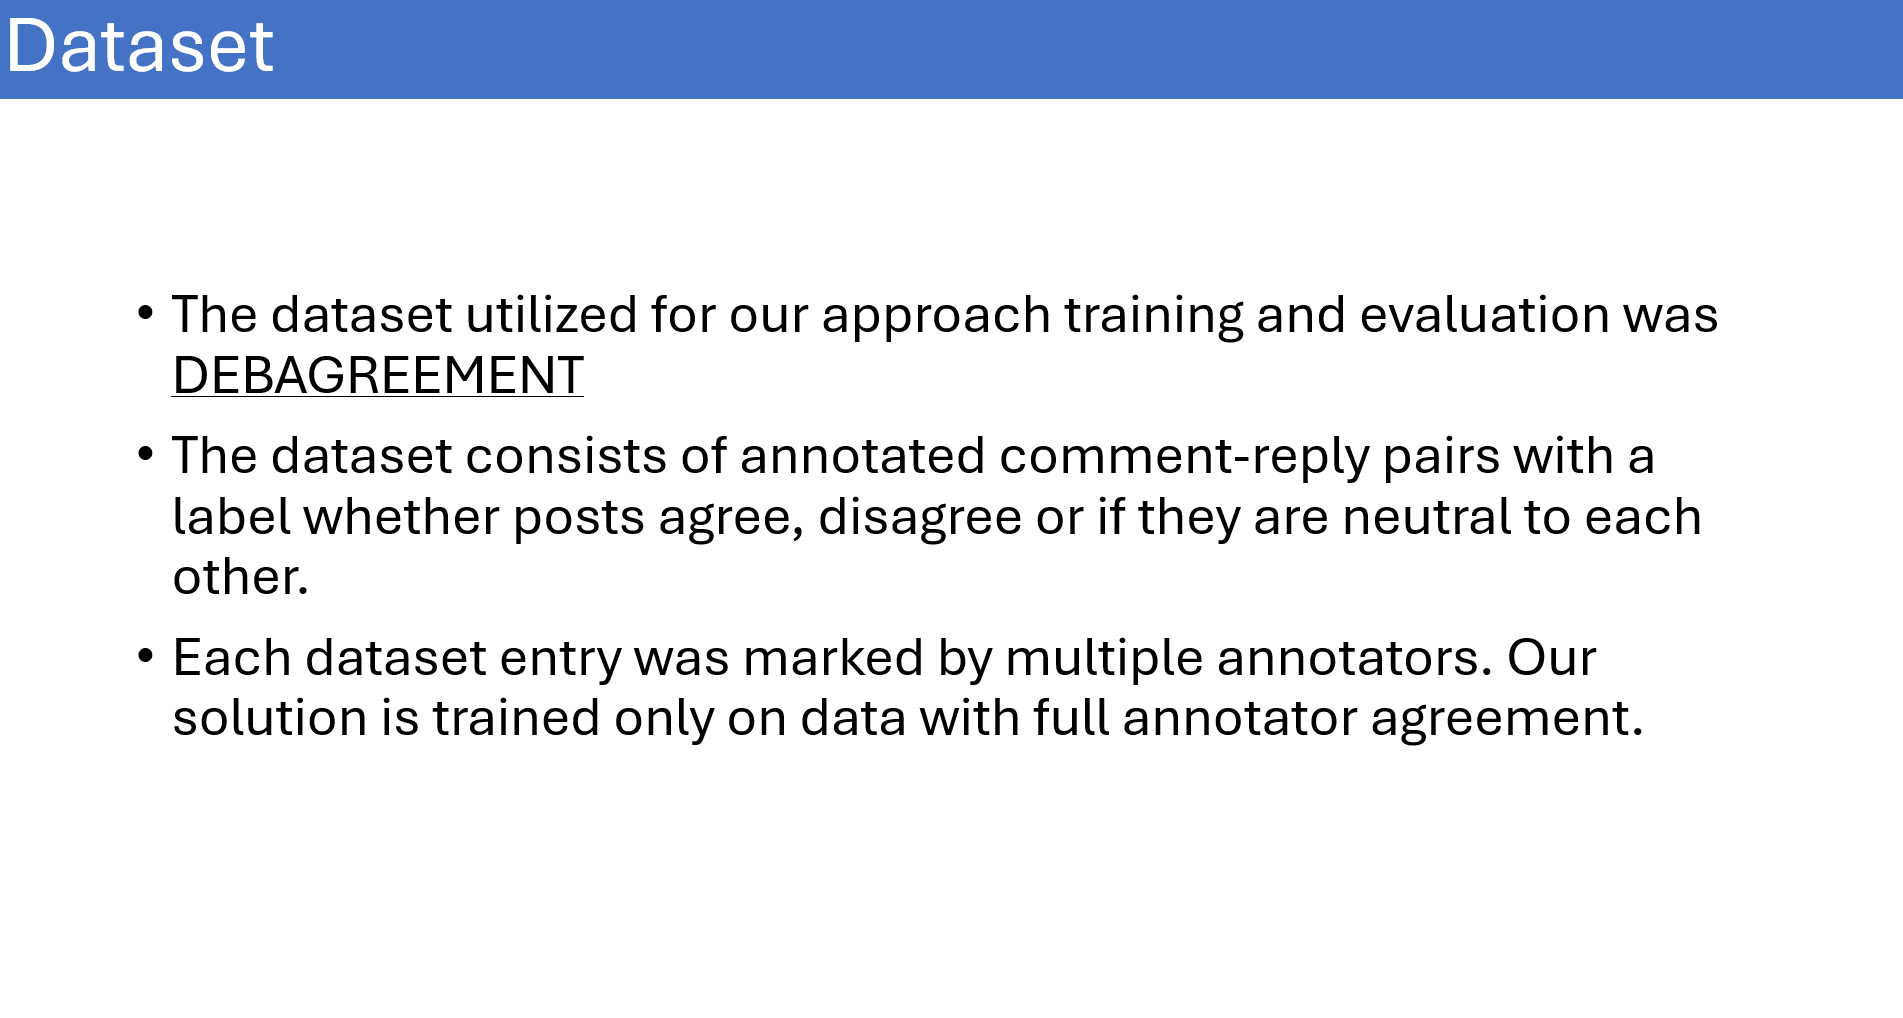 Dataset
• The dataset utilized for our approach training and evaluation was
DEBAGREEMENT
• The dataset consists of annotated comment-reply pairs with a
label whether posts agree, disagree or if they are neutral to each
other.
• Each dataset entry was marked by multiple annotators. Our
solution is trained only on data with full annotator agreement.